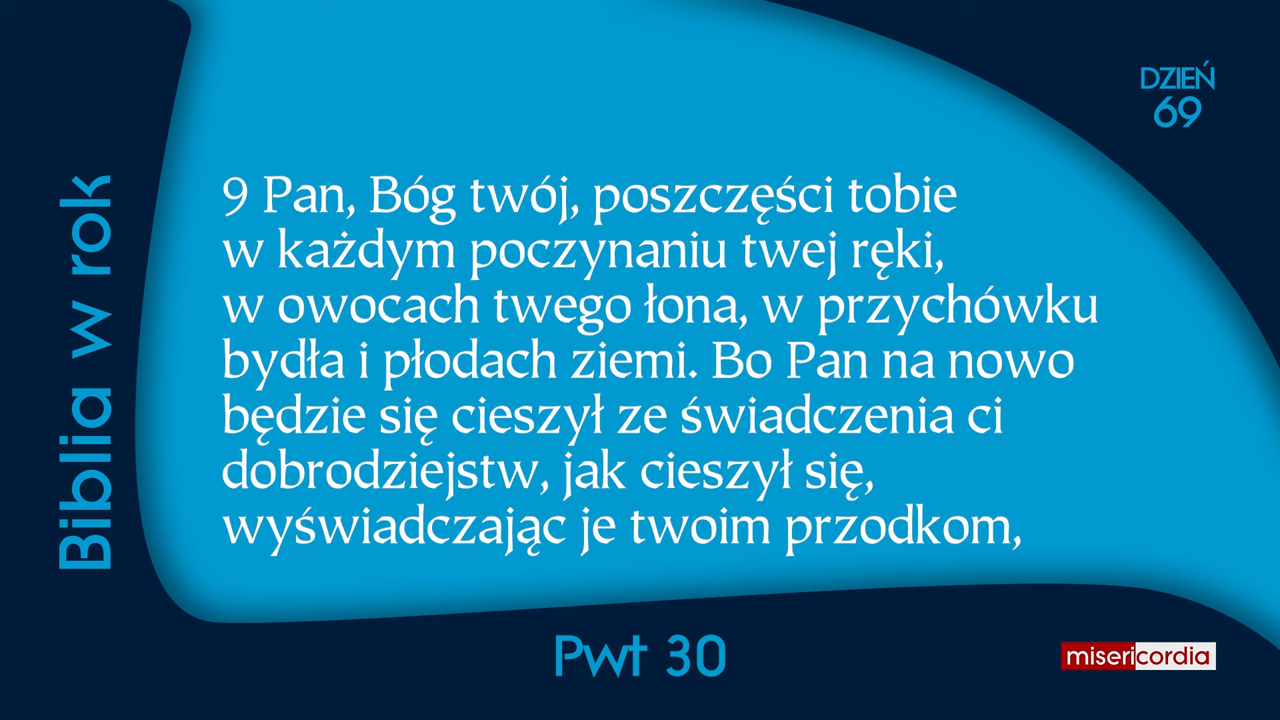 DZIEŃ
69
Biblia w rok
9 Pan, Bóg twój, poszczęści tobie
w każdym poczynaniu twej ręki,
w owocach twego łona, w przychówku
bydła i płodach ziemi. Bo Pan na nowo
będzie się cieszył ze świadczenia ci
dobrodziejstw, jak cieszył się,
wyświadczając je twoim przodkom,
Pwt 30
misericordia